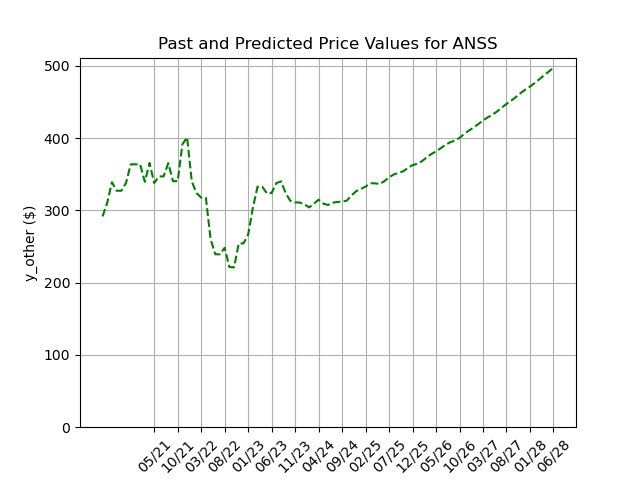 Past and Predicted Price Values for ANSS
y_other ($)
500
400
300
200
100
0
05/21 10/21 03/22 08/22 01/23 06/23 11/23 04/24 09/24 02/25 07/25 12/25 05/26 10/26 03/27 08/27 01/28 06/28